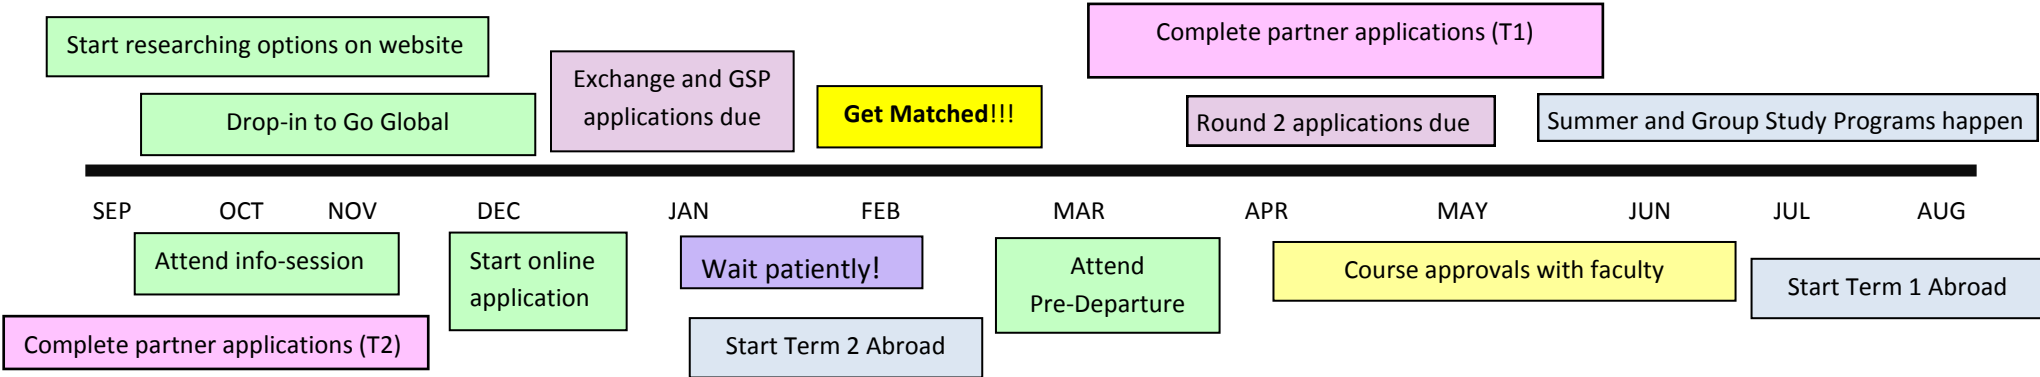 Start researching options on website
Drop-in to Go Global
Exchange and GSP
applications due
Get Matched!!!
Complete partner applications (T1)
Round 2 applications due
Summer and Group Study Programs happen
SEP OCT NOV DEC JAN FEB MAR APR MAY JUN JUL AUG
Attend info-session
Complete partner applications (T2)
Start online
application
Wait patiently!
Start Term 2 Abroad
Attend
Pre-Departure
Course approvals with faculty
Start Term 1 Abroad